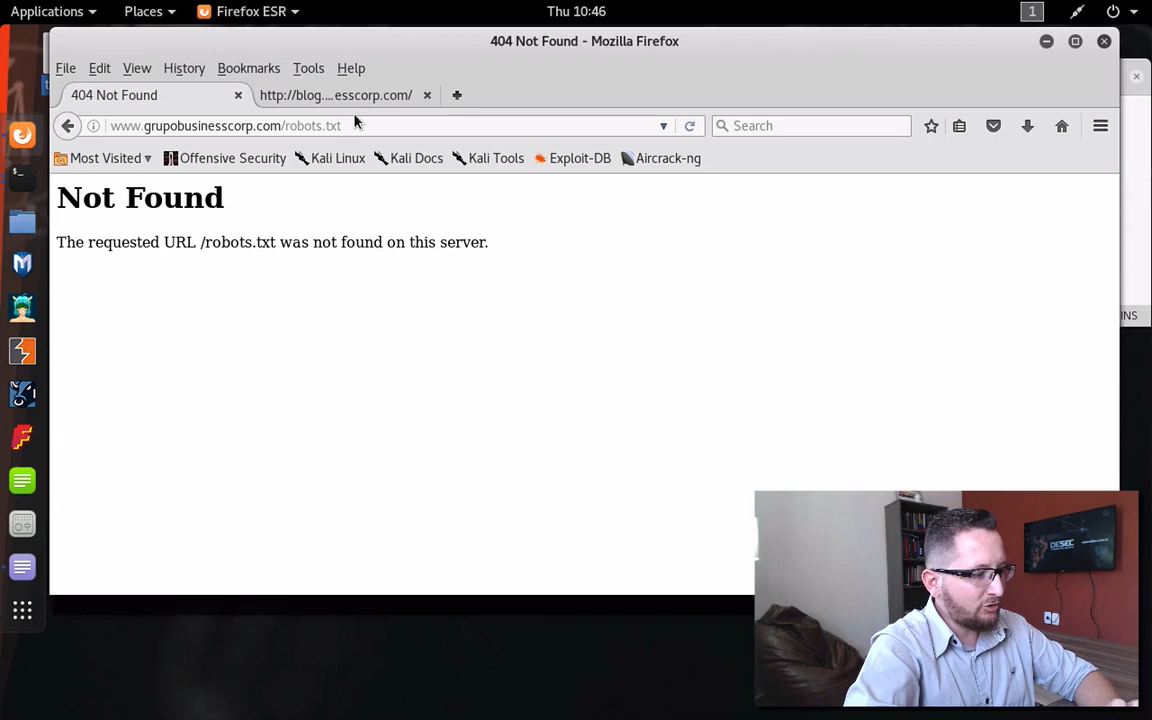 Applications Places Firefox ESR Thu 10:46 1
404 Not Found - Mozilla Firefox
File Edit View History Bookmarks Tools Help
404 Not Found http://blog....esscorp.com/
www.grupobusinesscorp.com/robots.txt Search
Most Visited Offensive Security Kali Linux Kali Docs Kali Tools Exploit-DB Aircrack-ng
Not Found
The requested URL /robots.txt was not found on this server.
INS
DESEC